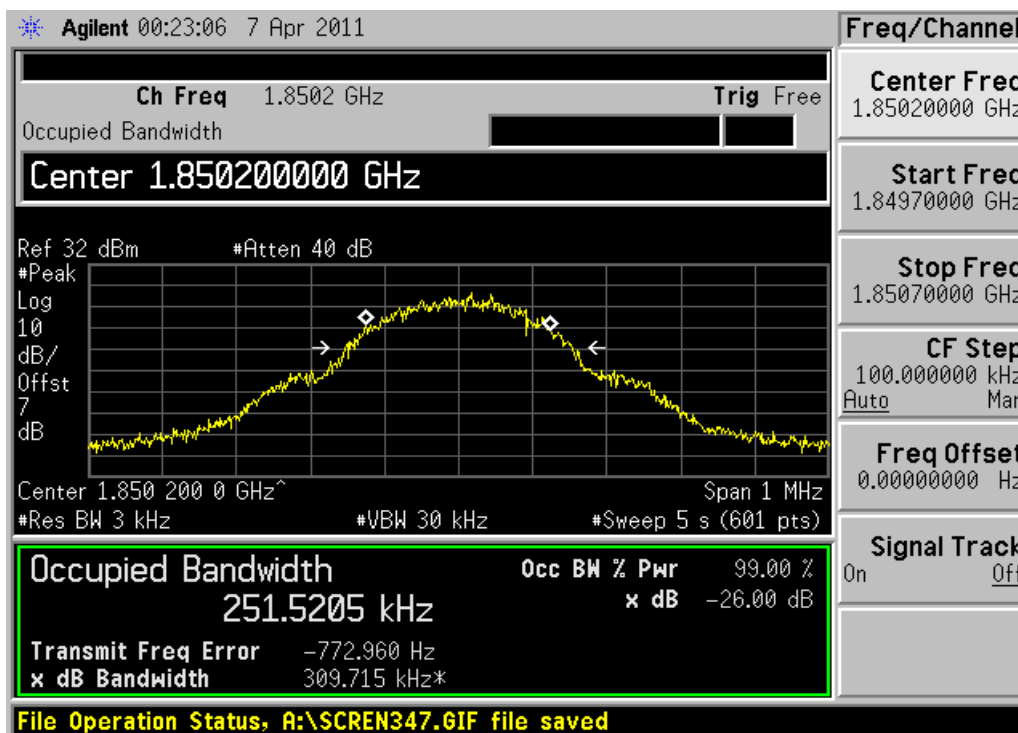 Agilent 00:23:06 7 Apr 2011
Freq/Channel
Ch Freq 1.8502 GHz Trig Free
Occupied Bandwidth
Center 1.850200000 GHz
Ref 32 dBm #Atten 40 dB
#Peak
Log
10
dB/
Offst
7
dB
Center 1.850 200 0 GHz^ Span 1 MHz
#Res BW 3 kHz #VBW 30 kHz #Sweep 5 s (601 pts)
Occupied Bandwidth Occ BW % Pwr 99.00 %
251.5205 kHz x dB -26.00 dB
Transmit Freq Error -772.960 Hz
x dB Bandwidth 309.715 kHz*
File Operation Status, A:\SCREN347.GIF file saved
Center Freq
1.85020000 GHz
Start Freq
1.84970000 GHz
Stop Freq
1.85070000 GHz
CF Step
100.000000 kHz
Auto Man
Freq Offset
0.00000000 Hz
Signal Track
On Off